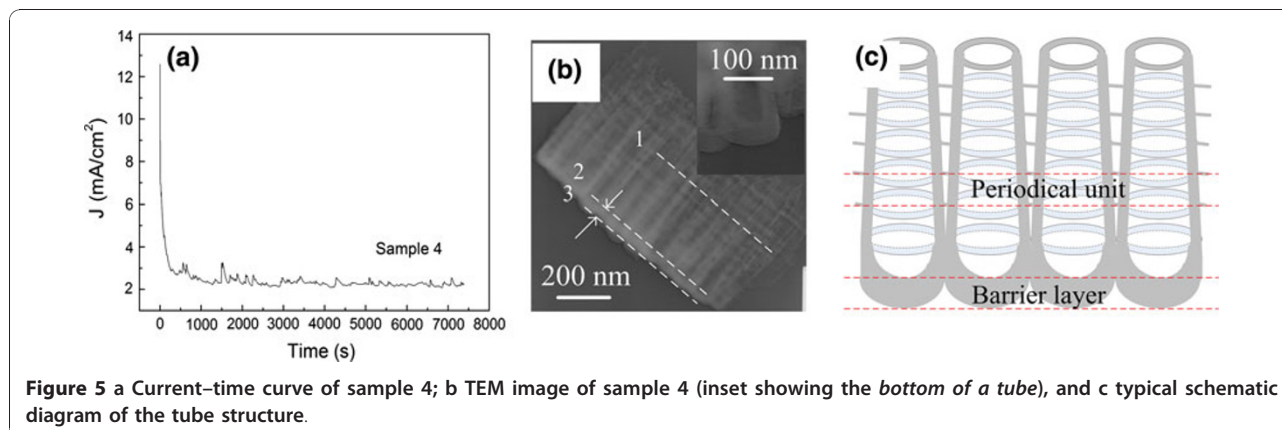 (a)
14
12
10
8
6
4
2
J (mA/cm²)
Sample 4
0 1000 2000 3000 4000 5000 6000 7000 8000
Time (s)
(b)
100 nm
1
2
3
200 nm
(c)
Periodical unit
Barrier layer
Figure 5 a Current–time curve of sample 4; b TEM image of sample 4 (inset showing the bottom of a tube), and c typical schematic
diagram of the tube structure.